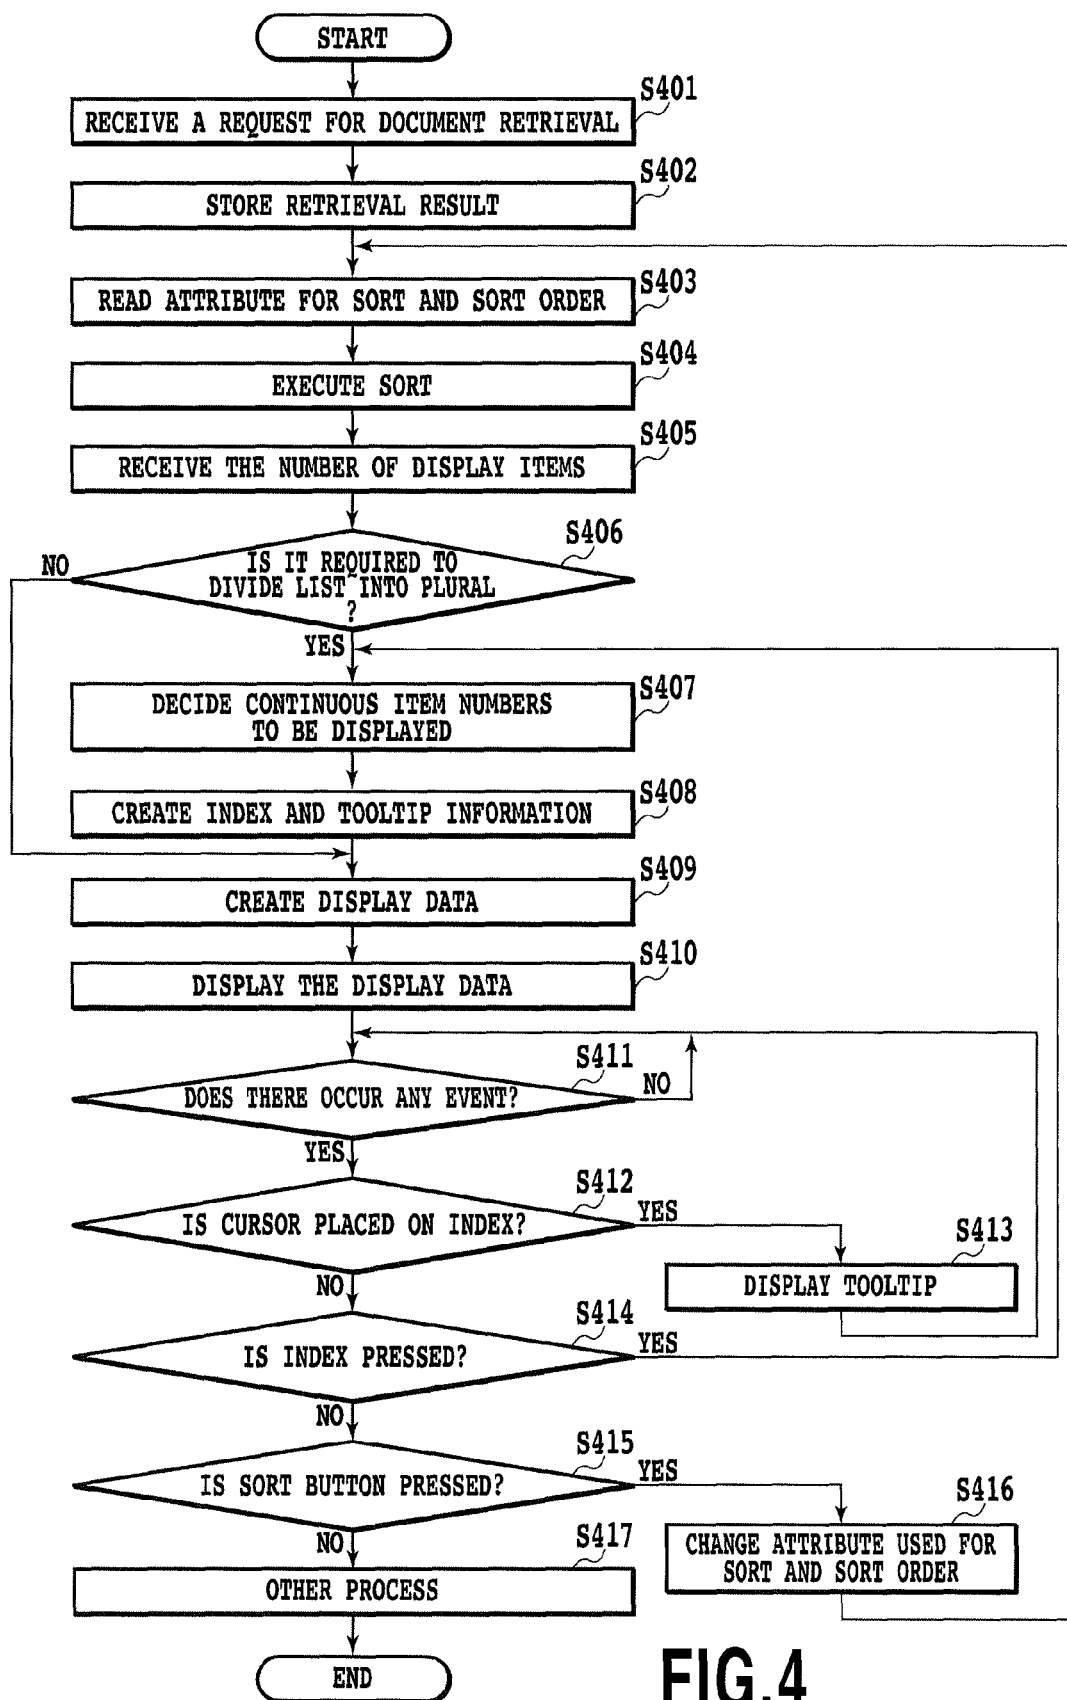 START
S401
RECEIVE A REQUEST FOR DOCUMENT RETRIEVAL
S402
STORE RETRIEVAL RESULT
S403
READ ATTRIBUTE FOR SORT AND SORT ORDER
S404
EXECUTE SORT
S405
RECEIVE THE NUMBER OF DISPLAY ITEMS
S406
IS IT REQUIRED TO
DIVIDE LIST INTO PLURAL
?
NO
YES
S407
DECIDE CONTINUOUS ITEM NUMBERS
TO BE DISPLAYED
S408
CREATE INDEX AND TOOLTIP INFORMATION
S409
CREATE DISPLAY DATA
S410
DISPLAY THE DISPLAY DATA
S411
DOES THERE OCCUR ANY EVENT?
NO
YES
S412
IS CURSOR PLACED ON INDEX?
YES
S413
DISPLAY TOOLTIP
NO
S414
IS INDEX PRESSED?
YES
NO
S415
IS SORT BUTTON PRESSED?
YES
S416
CHANGE ATTRIBUTE USED FOR
SORT AND SORT ORDER
NO
S417
OTHER PROCESS
END
FIG.4